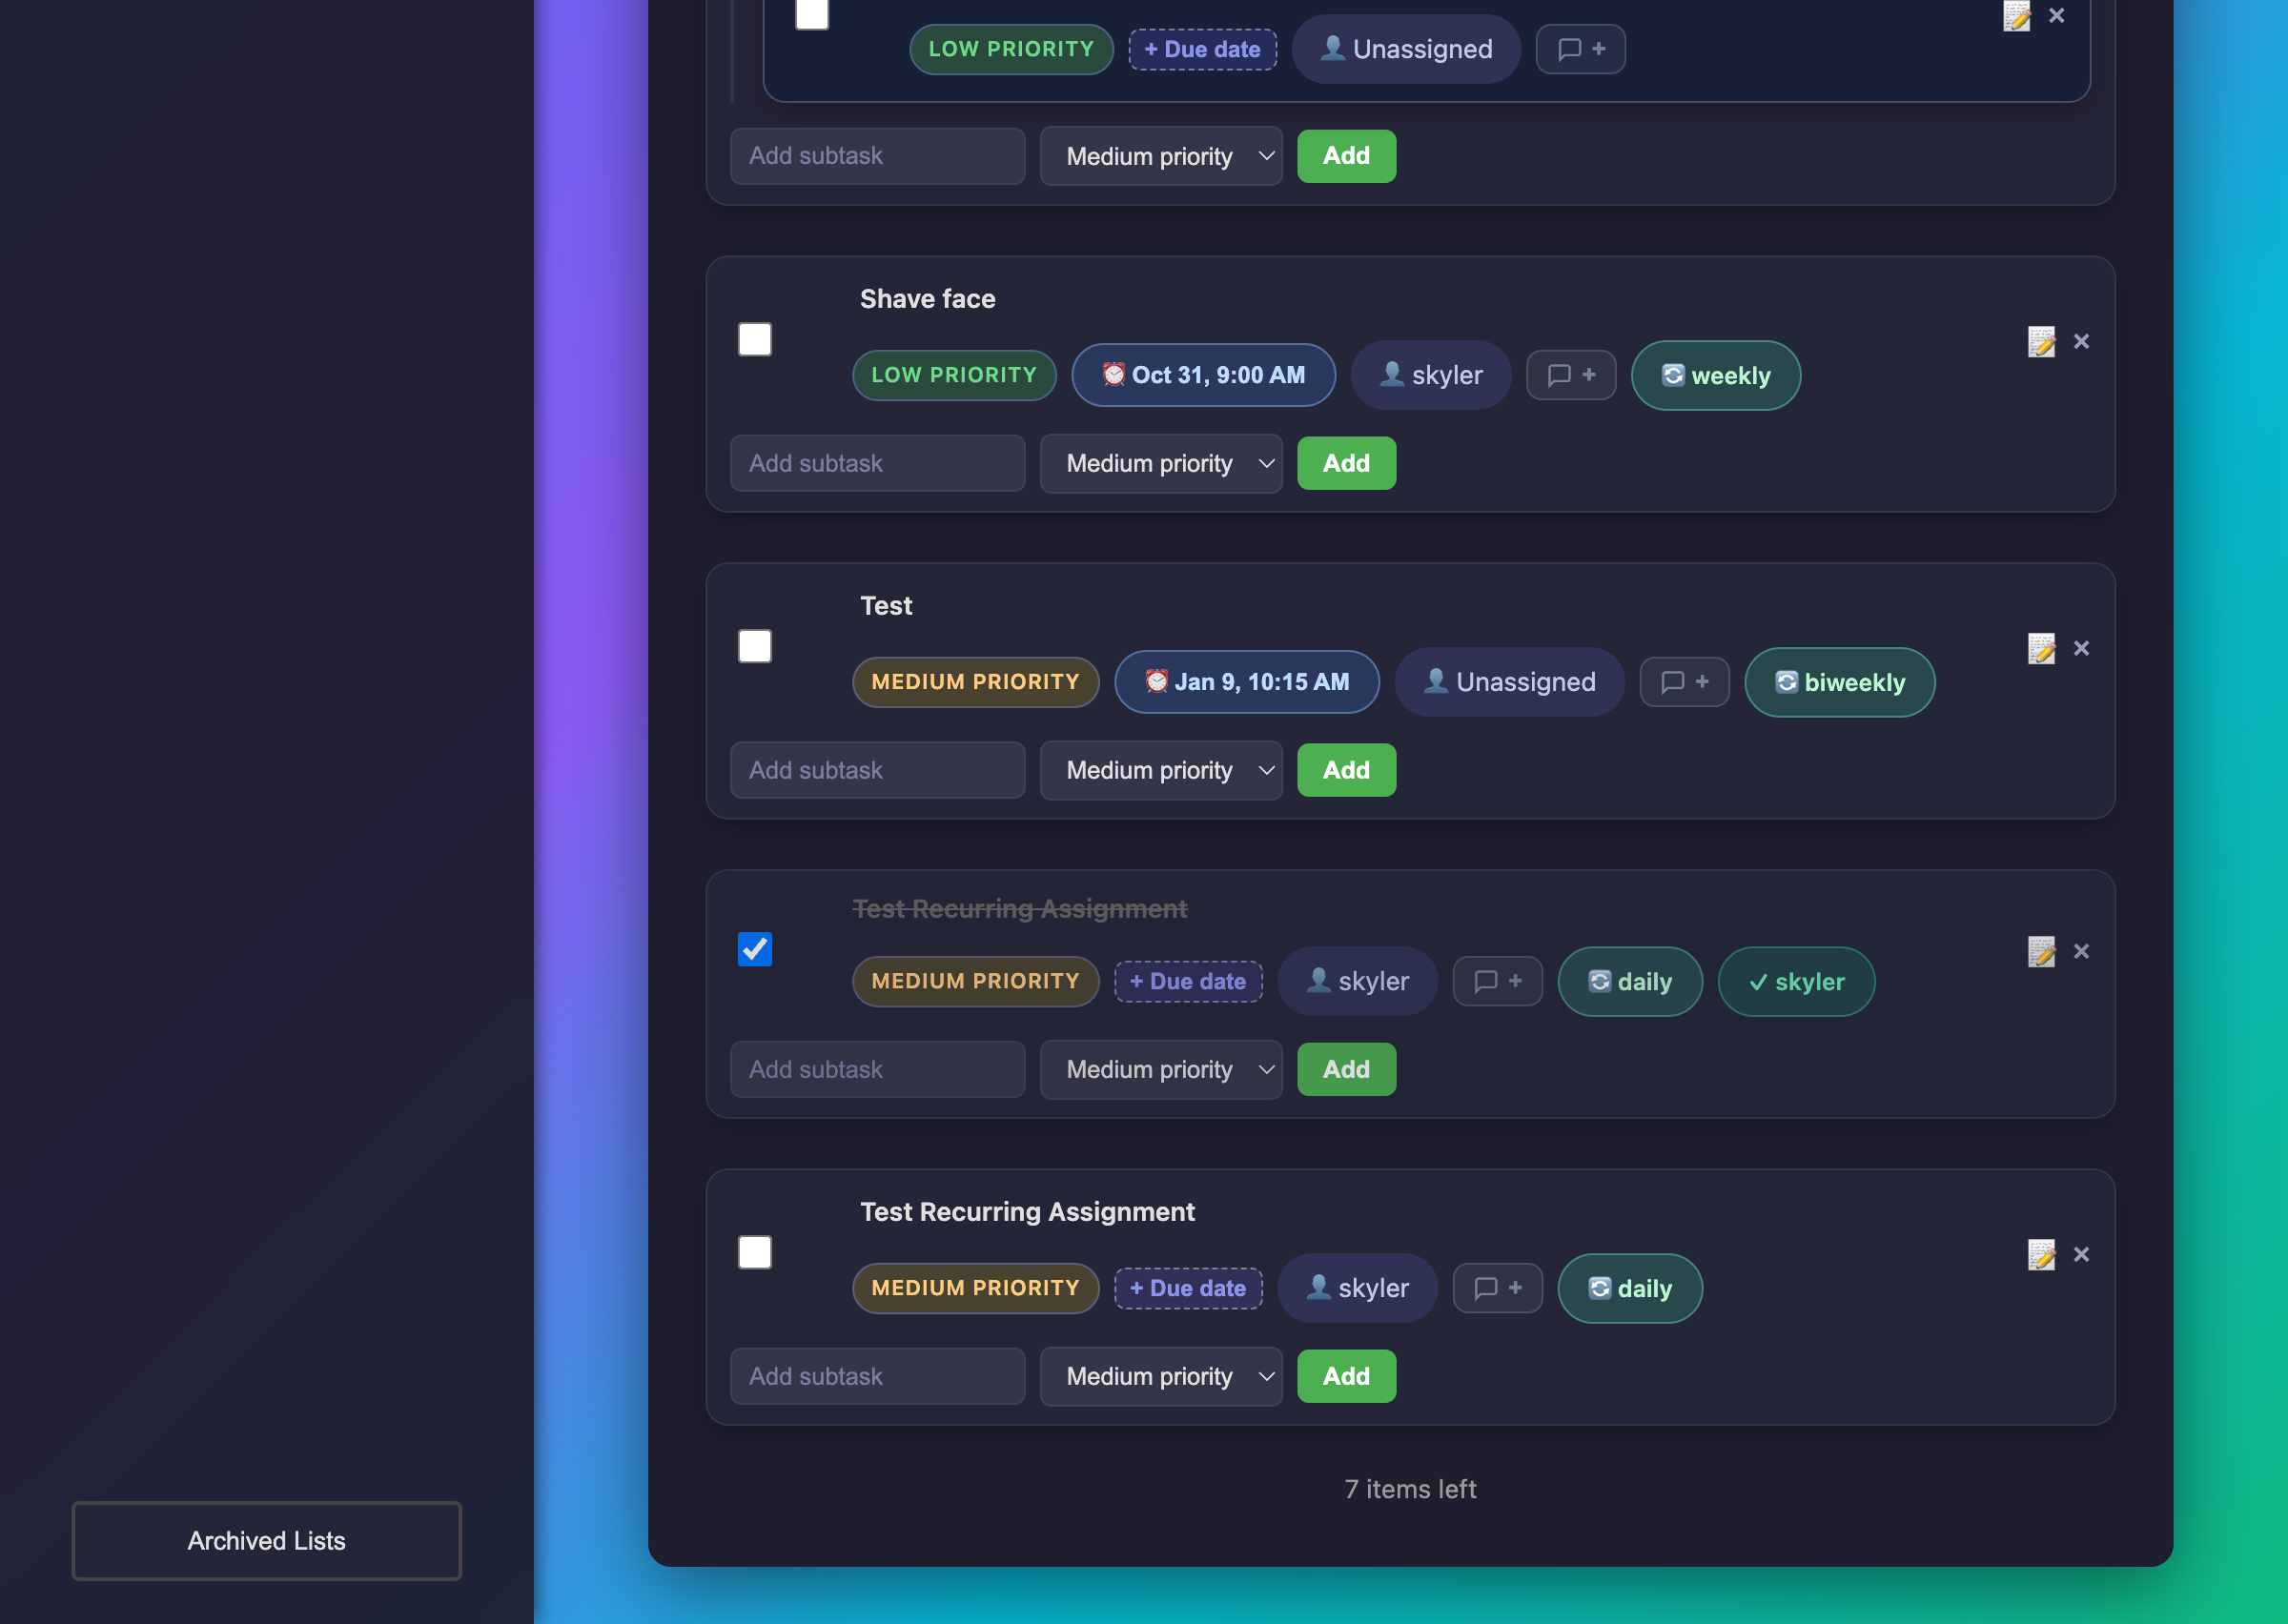 LOW PRIORITY + Due date Unassigned +
×
Add subtask Medium priority Add
Shave face
×
LOW PRIORITY Oct 31, 9:00 AM skyler + weekly
Add subtask Medium priority Add
Test
×
MEDIUM PRIORITY Jan 9, 10:15 AM Unassigned + biweekly
Add subtask Medium priority Add
Test Recurring Assignment
×
MEDIUM PRIORITY + Due date skyler + daily ✓ skyler
Add subtask Medium priority Add
Test Recurring Assignment
×
MEDIUM PRIORITY + Due date skyler + daily
Add subtask Medium priority Add
7 items left
Archived Lists